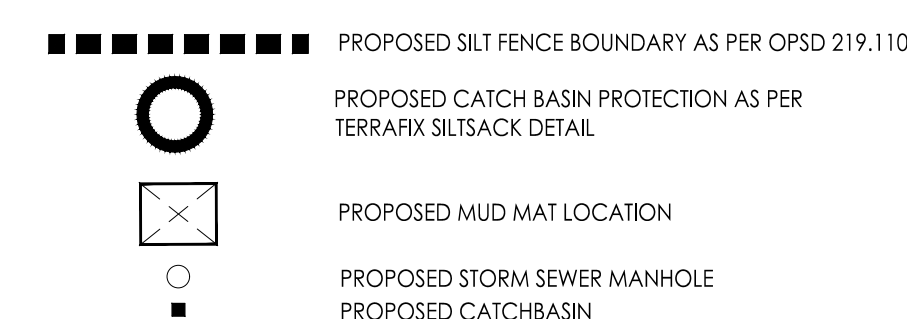 PROPOSED SILT FENCE BOUNDARY AS PER OPSD 219.110
PROPOSED CATCH BASIN PROTECTION AS PER
TERRAFIX SILTSACK DETAIL
PROPOSED MUD MAT LOCATION
PROPOSED STORM SEWER MANHOLE
PROPOSED CATCHBASIN